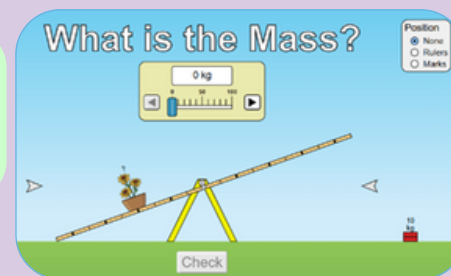 What is the Mass?
Position
None
Rulers
Marks
0 kg
0 50 100
?
10
kg
Check